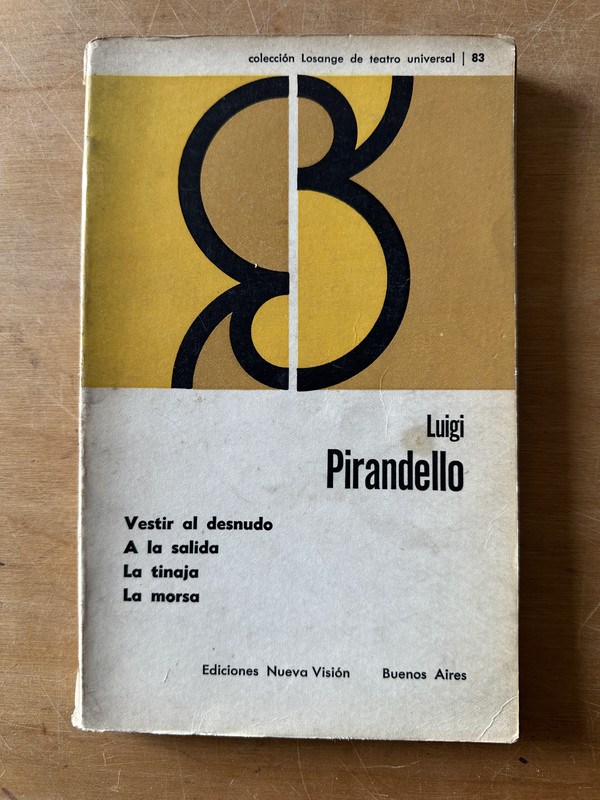 colección Losange de teatro universal | 83
Luigi
Pirandello
Vestir al desnudo
A la salida
La tinaja
La morsa
Ediciones Nueva Visión Buenos Aires